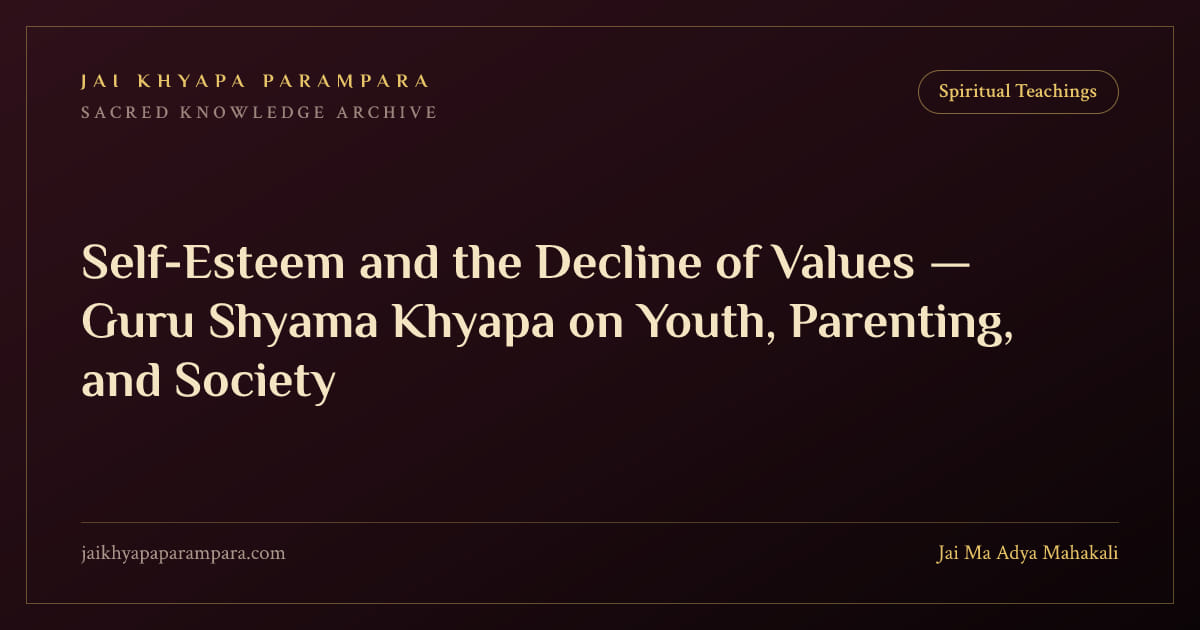 JAI KHYAPA PARAMPARA
SACRED KNOWLEDGE ARCHIVE
Spiritual Teachings
Self-Esteem and the Decline of Values —
Guru Shyama Khyapa on Youth, Parenting,
and Society
jaikhyapaparampara.com
Jai Ma Adya Mahakali